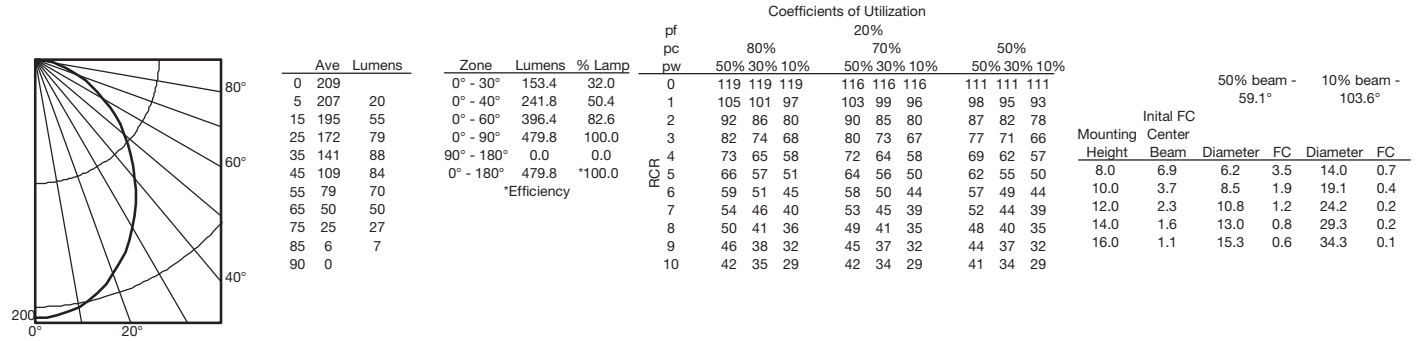 80°
60°
40°
200
0° 20°
Ave Lumens
0 209
5 207 20
15 195 55
25 172 79
35 141 88
45 109 84
55 79 70
65 50 50
75 25 27
85 6 7
90 0
Zone Lumens % Lamp
0° - 30° 153.4 32.0
0° - 40° 241.8 50.4
0° - 60° 396.4 82.6
0° - 90° 479.8 100.0
90° - 180° 0.0 0.0
0° - 180° 479.8 *100.0
*Efficiency
Coefficients of Utilization
pf 20%
pc 80% 70% 50%
pw 50% 30% 10% 50% 30% 10% 50% 30% 10%
RCR
0 119 119 119 116 116 116 111 111 111
1 105 101 97 103 99 96 98 95 93
2 92 86 80 90 85 80 87 82 78
3 82 74 68 80 73 67 77 71 66
4 73 65 58 72 64 58 69 62 57
5 66 57 51 64 56 50 62 55 50
6 59 51 45 58 50 44 57 49 44
7 54 46 40 53 45 39 52 44 39
8 50 41 36 49 41 35 48 40 35
9 46 38 32 45 37 32 44 37 32
10 42 35 29 42 34 29 41 34 29
50% beam - 10% beam -
59.1° 103.6°
Inital FC
Mounting Center
Height Beam Diameter FC Diameter FC
8.0 6.9 6.2 3.5 14.0 0.7
10.0 3.7 8.5 1.9 19.1 0.4
12.0 2.3 10.8 1.2 24.2 0.2
14.0 1.6 13.0 0.8 29.3 0.2
16.0 1.1 15.3 0.6 34.3 0.1